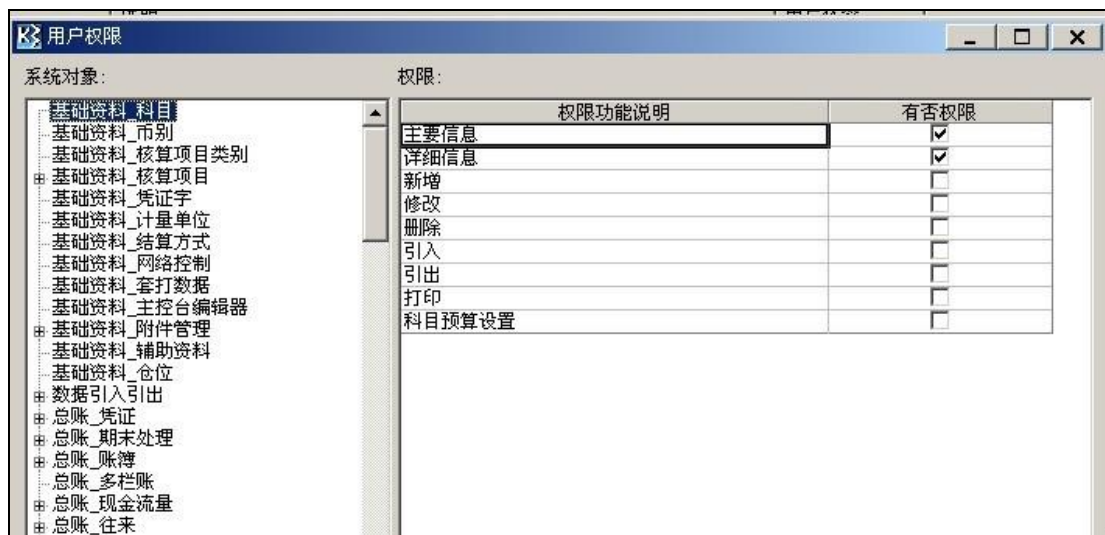 用户权限
系统对象:
权限:
基础资料_科目
基础资料_币别
基础资料_核算项目类别
基础资料_核算项目
基础资料_凭证字
基础资料_计量单位
基础资料_结算方式
基础资料_网络控制
基础资料_套打数据
基础资料_主控台编辑器
基础资料_附件管理
基础资料_辅助资料
基础资料_仓位
数据引入引出
总账_凭证
总账_期末处理
总账_账簿
总账_多栏账
总账_现金流量
总账_往来
权限功能说明 有否权限
主要信息
详细信息
新增
修改
删除
引入
引出
打印
科目预算设置